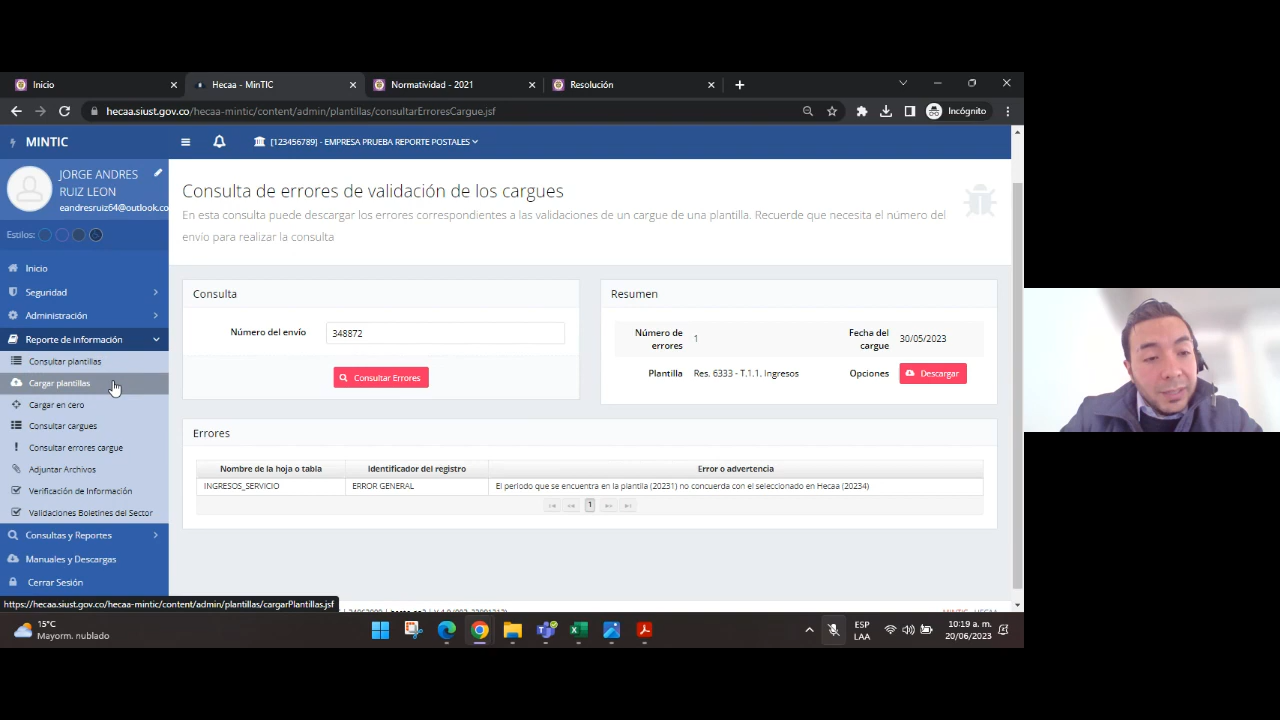 Inicio
Hecaa - MinTIC
Normatividad - 2021
Resolución
hecaa.siust.gov.co/hecaa-mintic/content/admin/plantillas/consultarErroresCargue.jsf
Incógnito
MINTIC
[123456789] - EMPRESA PRUEBA REPORTE POSTALES
JORGE ANDRES
RUIZ LEON
eandresruiz64@outlook.co
Estilos:
Inicio
Seguridad
Administración
Reporte de información
Consultar plantillas
Cargar plantillas
Cargar en cero
Consultar cargues
Consultar errores cargue
Adjuntar Archivos
Verificación de Información
Validaciones Boletines del Sector
Consultas y Reportes
Manuales y Descargas
Cerrar Sesión
Consulta de errores de validación de los cargues
En esta consulta puede descargar los errores correspondientes a las validaciones de un cargue de una plantilla. Recuerde que necesita el número del
envío para realizar la consulta
Consulta
Número del envío
348872
Consultar Errores
Resumen
Número de
errores
1
Fecha del
cargue
30/05/2023
Plantilla
Res. 6333 - T.1.1. Ingresos
Opciones
Descargar
Errores
Nombre de la hoja o tabla
Identificador del registro
Error o advertencia
INGRESOS_SERVICIO
ERROR GENERAL
El periodo que se encuentra en la plantilla (20231) no concuerda con el seleccionado en Hecaa (20234)
1
https://hecaa.siust.gov.co/hecaa-mintic/content/admin/plantillas/cargarPlantillas.jsf
15°C
Mayorm. nublado
ESP
LAA
10:19 a. m.
20/06/2023